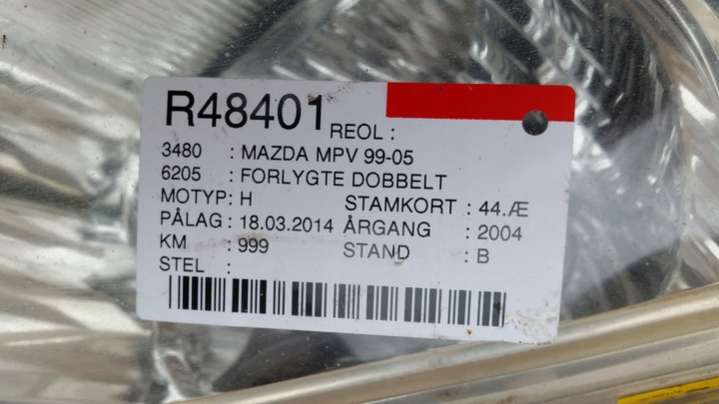 R48401 REOL :
3480 : MAZDA MPV 99-05
6205 : FORLYGTE DOBBELT
MOTYP : H STAMKORT : 44.Æ
PÅLAG : 18.03.2014 ÅRGANG : 2004
KM : 999 STAND : B
STEL :